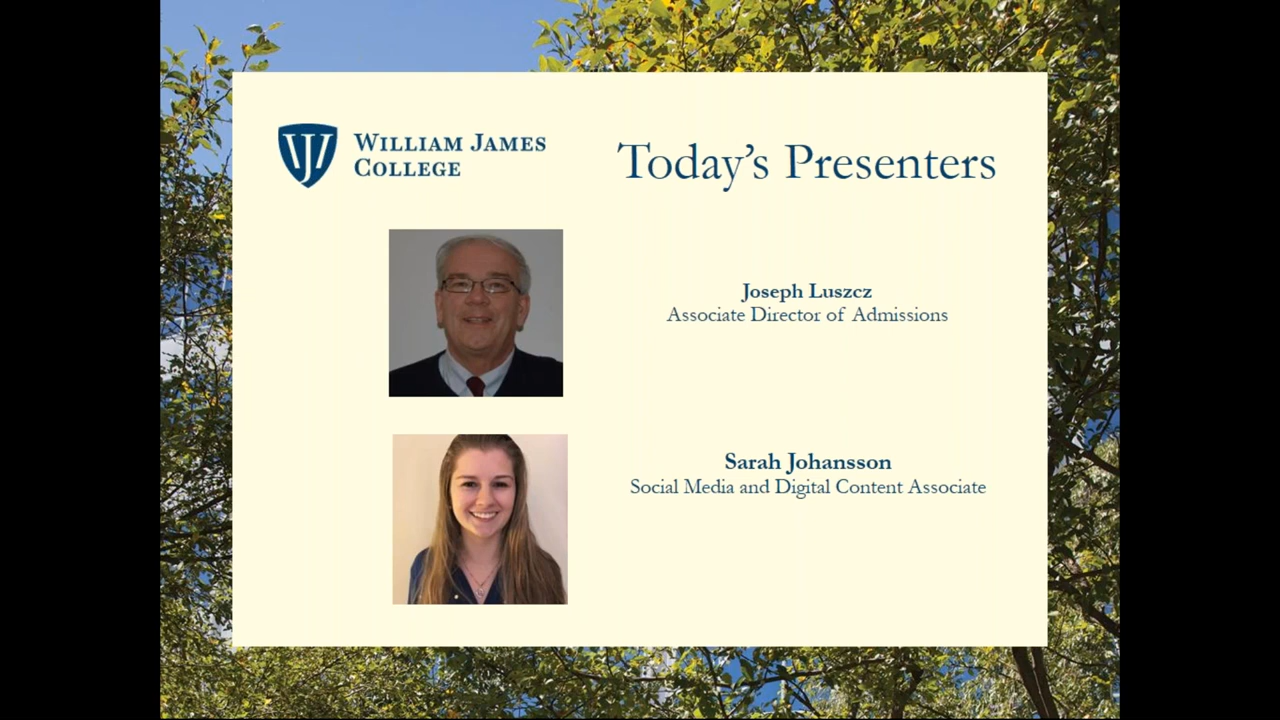 WILLIAM JAMES
COLLEGE
Today's Presenters
Joseph Luszcz
Associate Director of Admissions
Sarah Johansson
Social Media and Digital Content Associate